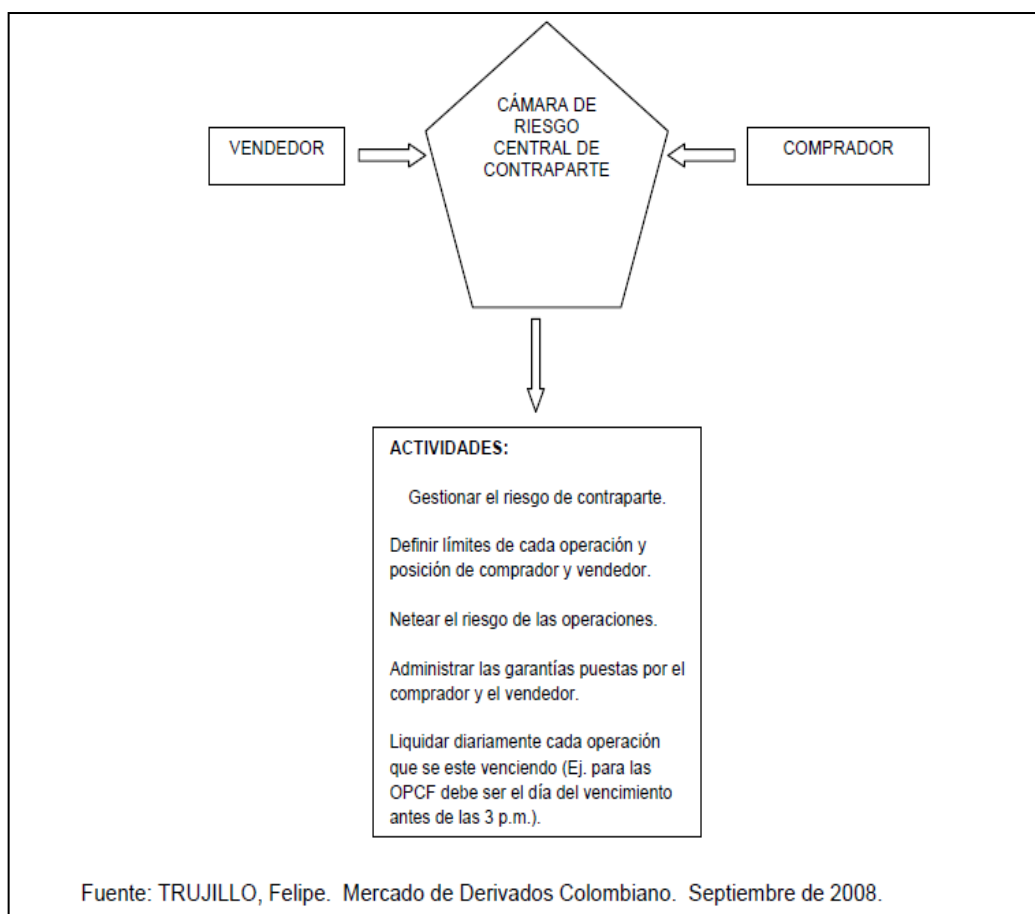 VENDEDOR
CÁMARA DE
RIESGO
CENTRAL DE
CONTRAPARTE
COMPRADOR
ACTIVIDADES:
Gestionar el riesgo de contraparte.
Definir límites de cada operación y
posición de comprador y vendedor.
Netear el riesgo de las operaciones.
Administrar las garantías puestas por el
comprador y el vendedor.
Liquidar diariamente cada operación
que se este venciendo (Ej. para las
OPCF debe ser el día del vencimiento
antes de las 3 p.m.).
Fuente: TRUJILLO, Felipe. Mercado de Derivados Colombiano. Septiembre de 2008.